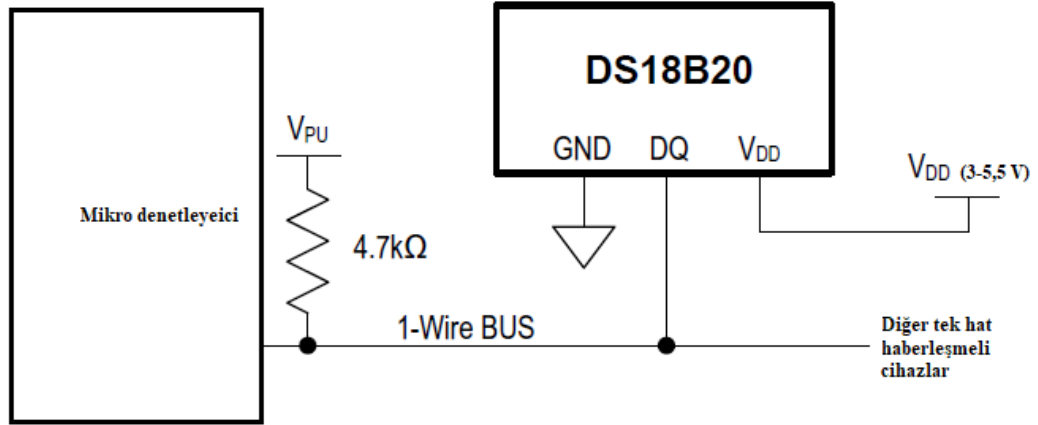 DS18B20
GND DQ VDD
VPU
VDD (3-5,5 V)
Mikro denetleyeici
4.7kΩ
1-Wire BUS
Diğer tek hat
haberleşmeli
cihazlar